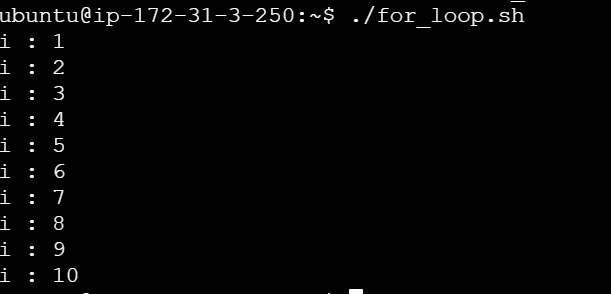 ubuntu@ip-172-31-3-250:~$ ./for_loop.sh
i : 1
i : 2
i : 3
i : 4
i : 5
i : 6
i : 7
i : 8
i : 9
i : 10